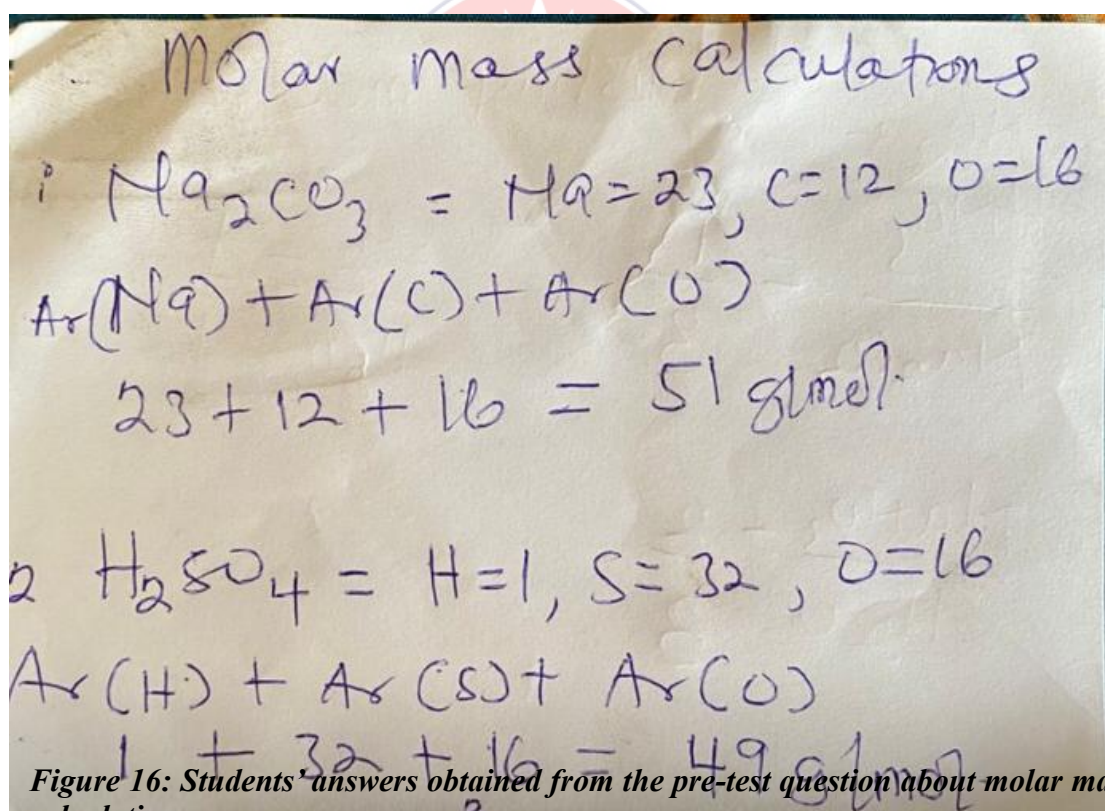 Molar mass Calculations
i Na₂CO₃ = Na=23, C=12, O=16
Ar(Na) + Ar(C) + Ar(O)
23 + 12 + 16 = 51 g/mol.
2 H₂SO₄ = H=1, S=32, O=16
Ar(H) + Ar(S) + Ar(O)
1 + 32 + 16 = 49 g/mol
Figure 16: Students' answers obtained from the pre-test question about molar